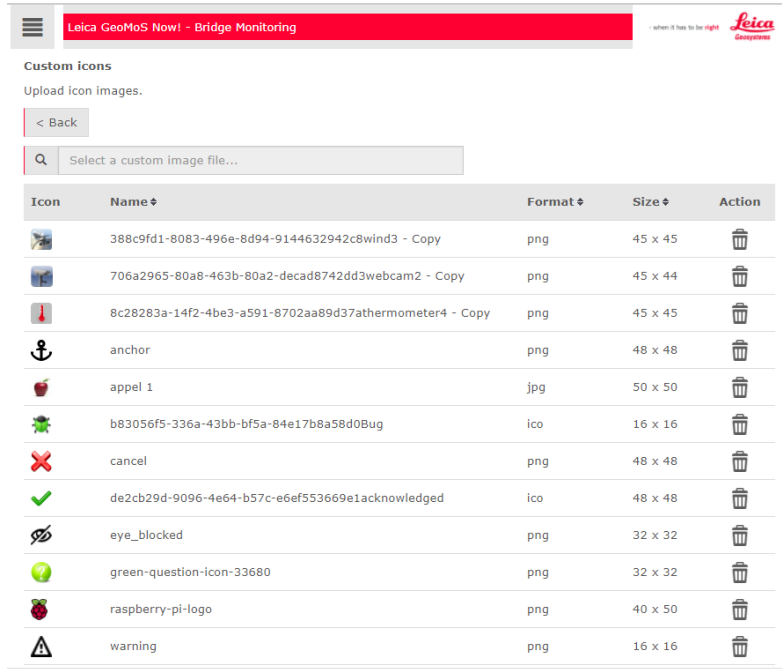 Leica GeoMoS Now! - Bridge Monitoring
- when it has to be right
Leica
Geosystems
Custom icons
Upload icon images.
< Back
Select a custom image file...
Icon Name Format Size Action
388c9fd1-8083-496e-8d94-9144632942c8wind3 - Copy png 45 x 45
706a2965-80a8-463b-80a2-decad8742dd3webcam2 - Copy png 45 x 44
8c28283a-14f2-4be3-a591-8702aa89d37athermometer4 - Copy png 45 x 45
anchor png 48 x 48
appel 1 jpg 50 x 50
b83056f5-336a-43bb-bf5a-84e17b8a58d0Bug ico 16 x 16
cancel png 48 x 48
de2cb29d-9096-4e64-b57c-e6ef553669e1acknowledged ico 48 x 48
eye_blocked png 32 x 32
green-question-icon-33680 png 32 x 32
raspberry-pi-logo png 40 x 50
warning png 16 x 16